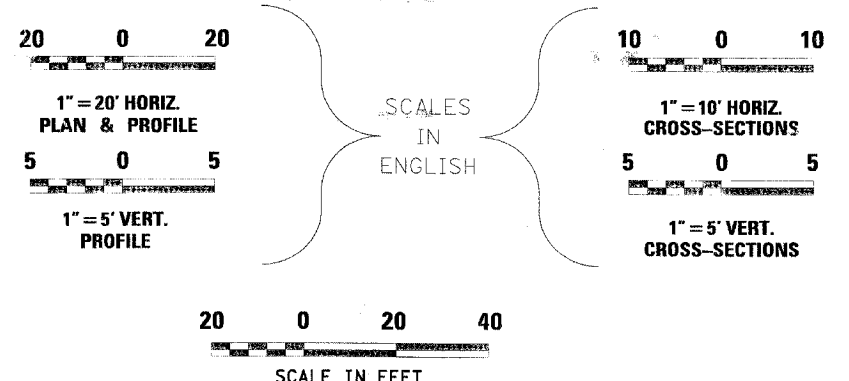 20 0 20
1" = 20' HORIZ.
PLAN & PROFILE
5 0 5
1" = 5' VERT.
PROFILE
SCALES
IN
ENGLISH
10 0 10
1" = 10' HORIZ.
CROSS-SECTIONS
5 0 5
1" = 5' VERT.
CROSS-SECTIONS
20 0 20 40
SCALE IN FEET